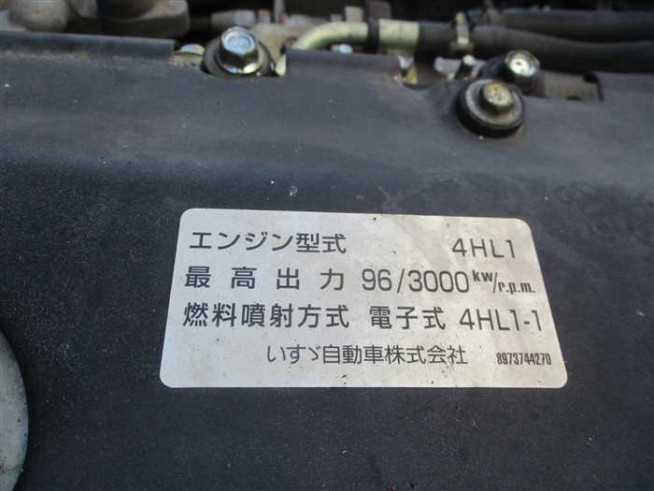 エンジン型式 4HL1
最高出力 96/3000 kw/r.p.m.
燃料噴射方式 電子式 4HL1-1
いすゞ自動車株式会社 8973744270